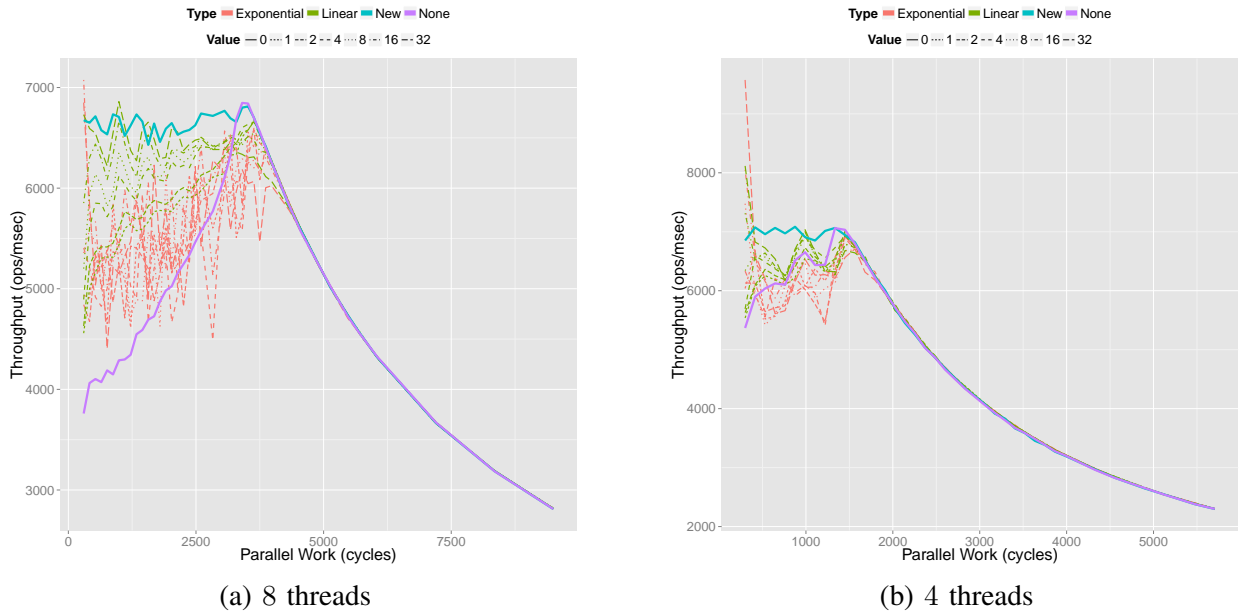 Type Exponential Linear New None
Value 0 1 2 4 8 16 32
7000
6000
5000
4000
3000
Throughput (ops/msec)
0 2500 5000 7500
Parallel Work (cycles)
(a) 8 threads
Type Exponential Linear New None
Value 0 1 2 4 8 16 32
8000
6000
4000
2000
Throughput (ops/msec)
1000 2000 3000 4000 5000
Parallel Work (cycles)
(b) 4 threads